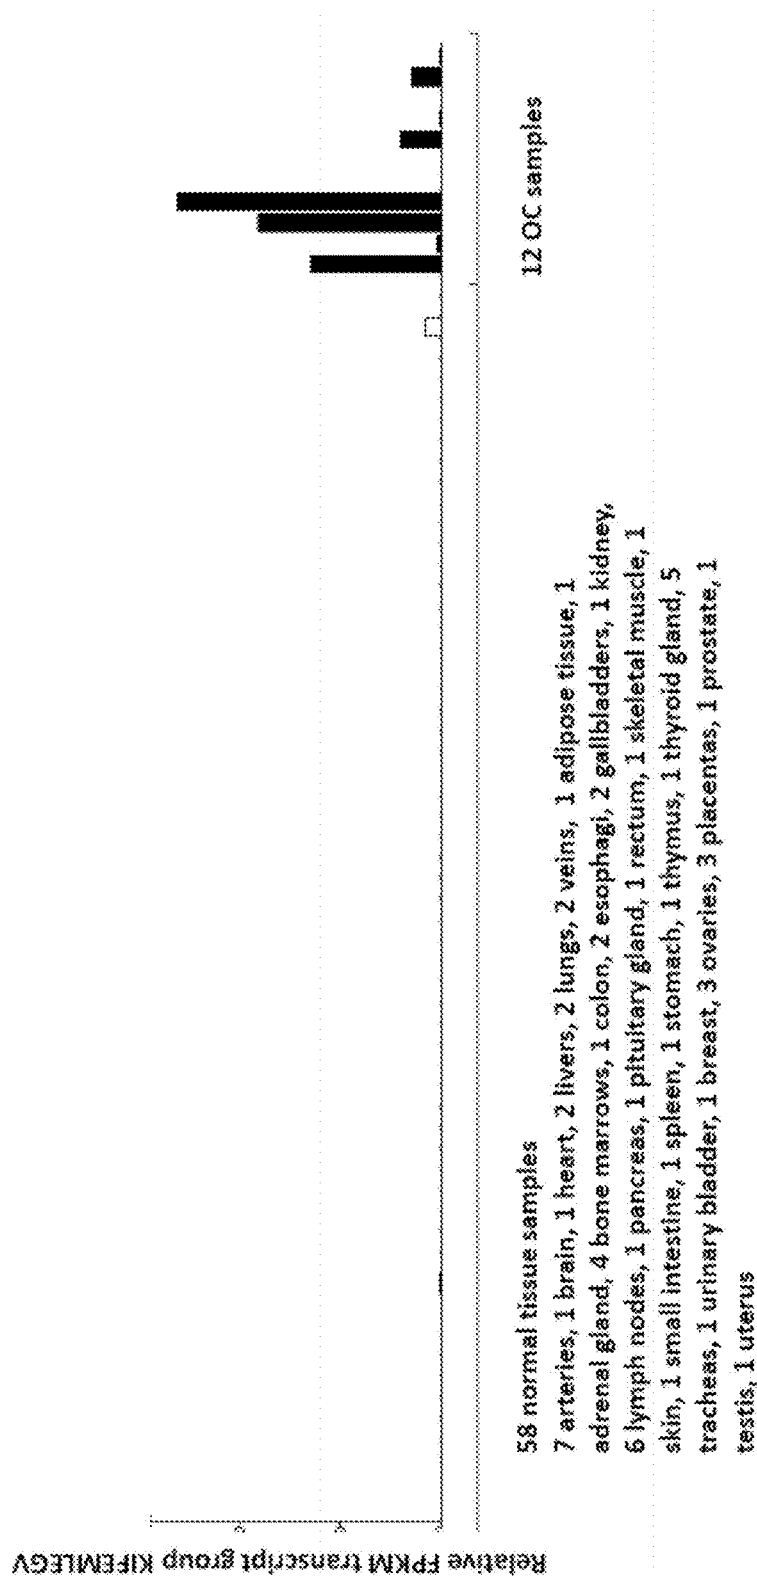 Relative FPKM transcript group KIFEMLEGV
58 normal tissue samples
7 arteries, 1 brain, 1 heart, 2 livers, 2 lungs, 2 veins, 1 adipose tissue, 1
adrenal gland, 4 bone marrows, 1 colon, 2 esophagi, 2 gallbladders, 1 kidney,
6 lymph nodes, 1 pancreas, 1 pituitary gland, 1 rectum, 1 skeletal muscle, 1
skin, 1 small intestine, 1 spleen, 1 stomach, 1 thymus, 1 thyroid gland, 5
tracheas, 1 urinary bladder, 1 breast, 3 ovaries, 3 placentas, 1 prostate, 1
testis, 1 uterus
12 OC samples